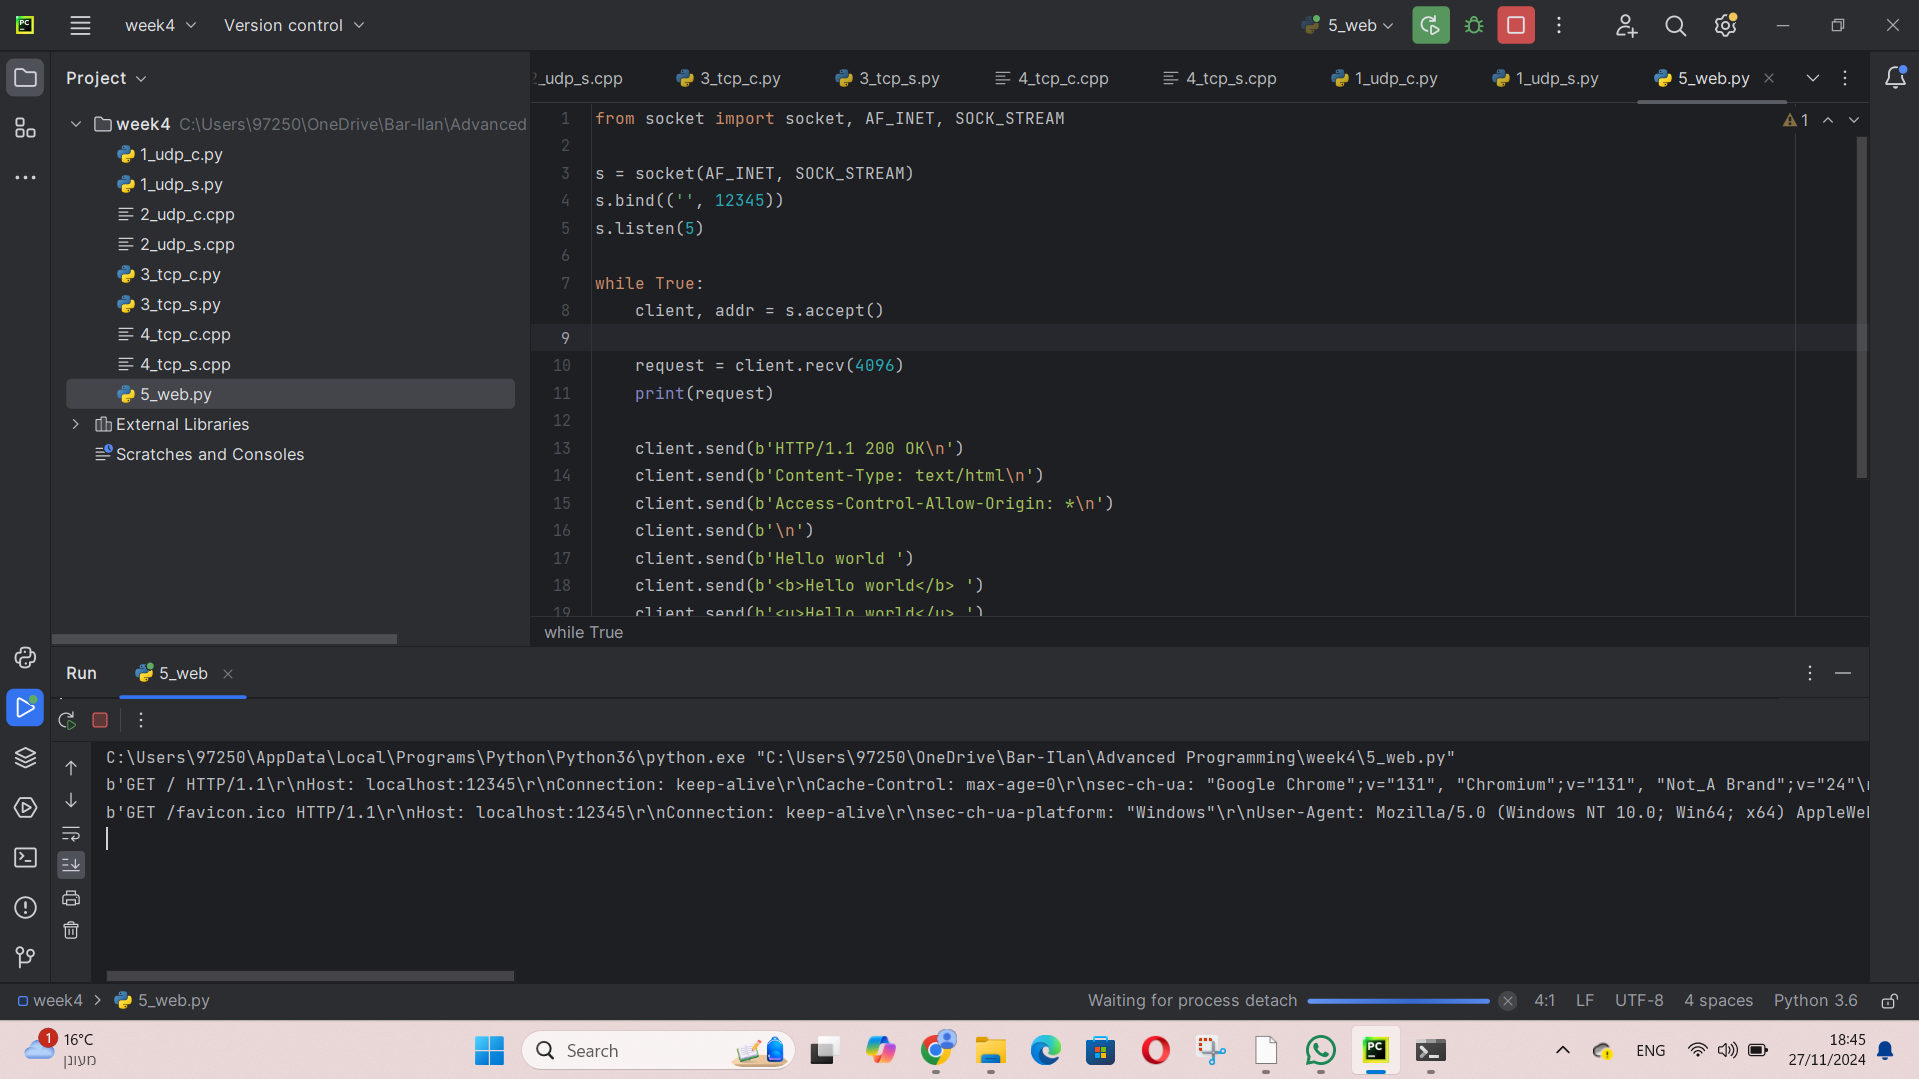 PC
week4
Version control
5_web
Project
_udp_s.cpp
3_tcp_c.py
3_tcp_s.py
4_tcp_c.cpp
4_tcp_s.cpp
1_udp_c.py
1_udp_s.py
5_web.py
week4 C:\Users\97250\OneDrive\Bar-Ilan\Advanced
1_udp_c.py
1_udp_s.py
2_udp_c.cpp
2_udp_s.cpp
3_tcp_c.py
3_tcp_s.py
4_tcp_c.cpp
4_tcp_s.cpp
5_web.py
External Libraries
Scratches and Consoles
1
1 from socket import socket, AF_INET, SOCK_STREAM
2
3 s = socket(AF_INET, SOCK_STREAM)
4 s.bind(('', 12345))
5 s.listen(5)
6
7 while True:
8 client, addr = s.accept()
9
10 request = client.recv(4096)
11 print(request)
12
13 client.send(b'HTTP/1.1 200 OK\n')
14 client.send(b'Content-Type: text/html\n')
15 client.send(b'Access-Control-Allow-Origin: *\n')
16 client.send(b'\n')
17 client.send(b'Hello world ')
18 client.send(b'<b>Hello world</b> ')
19 client.send(b'<u>Hello world</u> ')
while True
Run
5_web
C:\Users\97250\AppData\Local\Programs\Python\Python36\python.exe "C:\Users\97250\OneDrive\Bar-Ilan\Advanced Programming\week4\5_web.py"
b'GET / HTTP/1.1\r\nHost: localhost:12345\r\nConnection: keep-alive\r\nCache-Control: max-age=0\r\nsec-ch-ua: "Google Chrome";v="131", "Chromium";v="131", "Not_A Brand";v="24"\r
b'GET /favicon.ico HTTP/1.1\r\nHost: localhost:12345\r\nConnection: keep-alive\r\nsec-ch-ua-platform: "Windows"\r\nUser-Agent: Mozilla/5.0 (Windows NT 10.0; Win64; x64) AppleWeb
week4 > 5_web.py
Waiting for process detach
4:1
LF
UTF-8
4 spaces
Python 3.6
1
16°C
מעונן
Search
PC
ENG
18:45
27/11/2024